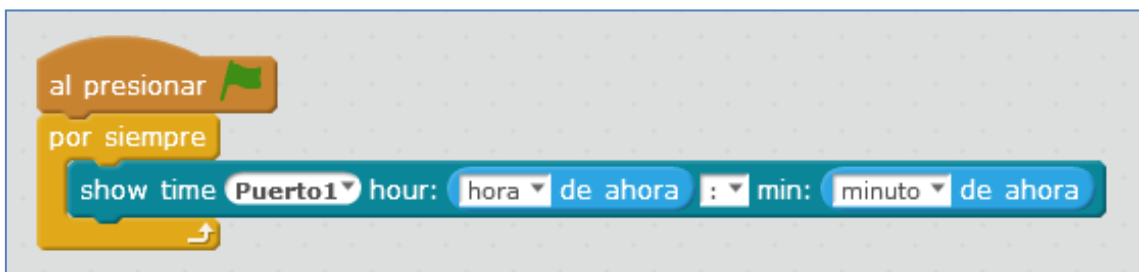 al presionar
por siempre
show time Puerto1 hour: hora de ahora : min: minuto de ahora